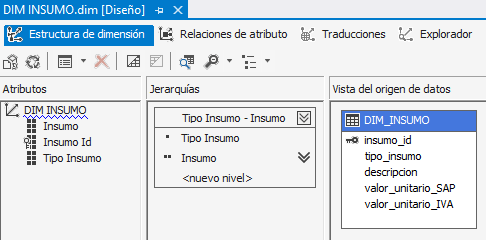 DIM INSUMO.dim [Diseño]
Estructura de dimensión
Relaciones de atributo
Traducciones
Explorador
Atributos
DIM INSUMO
Insumo
Insumo Id
Tipo Insumo
Jerarquías
Tipo Insumo - Insumo
Tipo Insumo
Insumo
<nuevo nivel>
Vista del origen de datos
DIM_INSUMO
insumo_id
tipo_insumo
descripcion
valor_unitario_SAP
valor_unitario_IVA